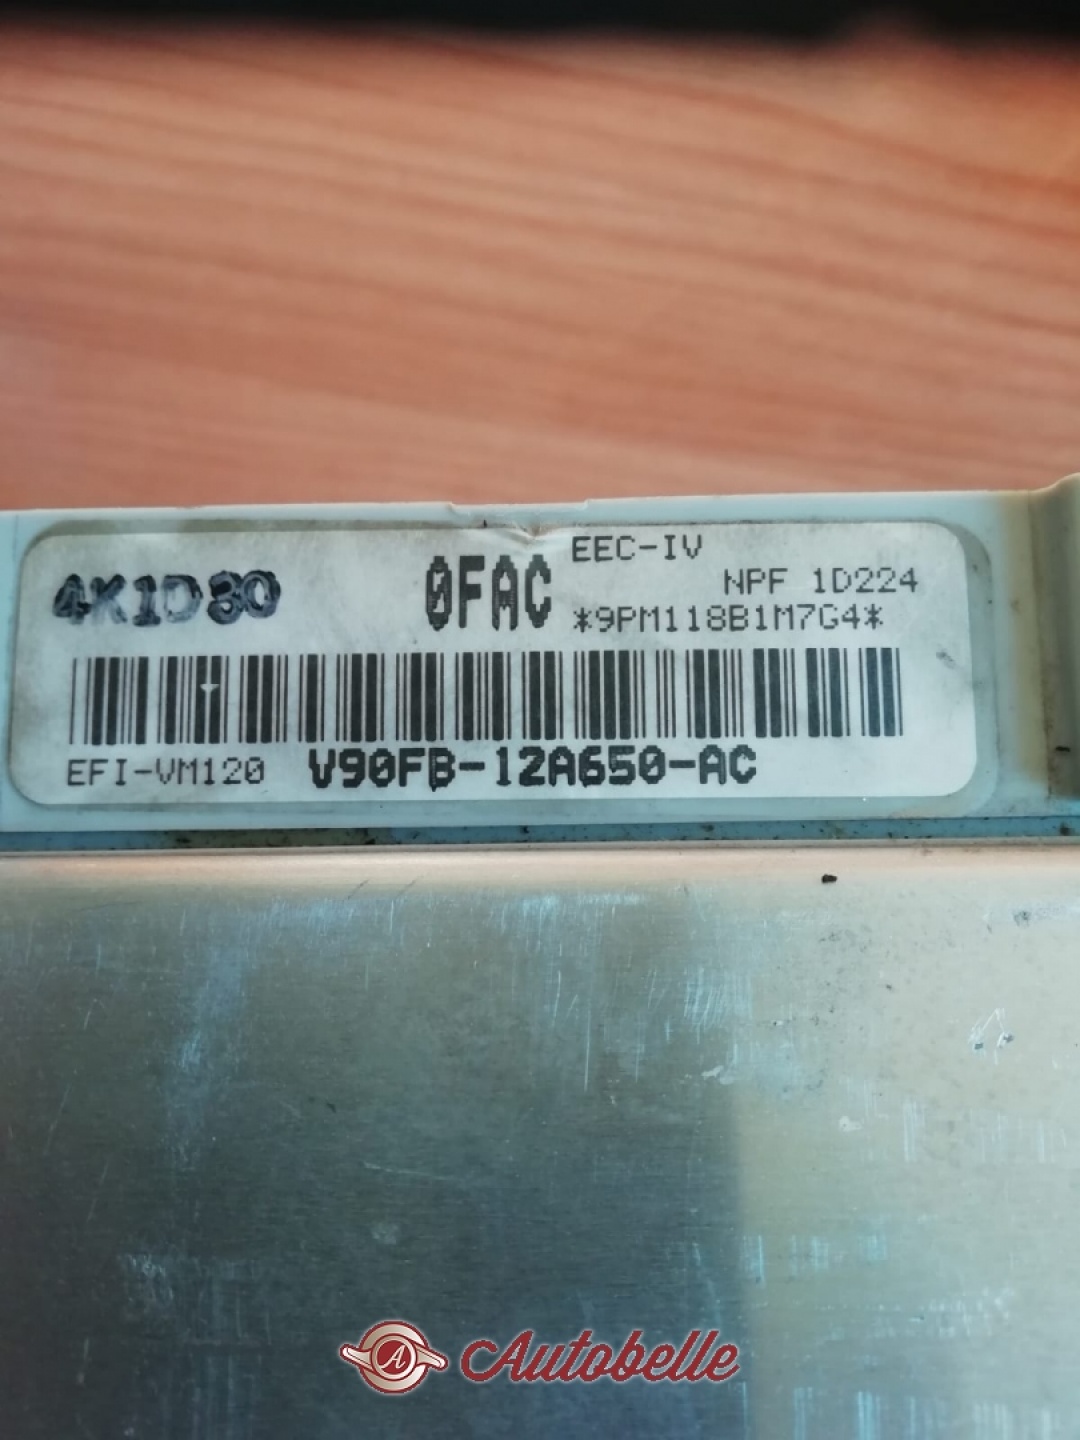 EEC-IV
4K1D30
0FAC
NPF 1D224
*9PM118B1M7G4*
EFI-VM120 V90FB-12A650-AC
A Autobelle